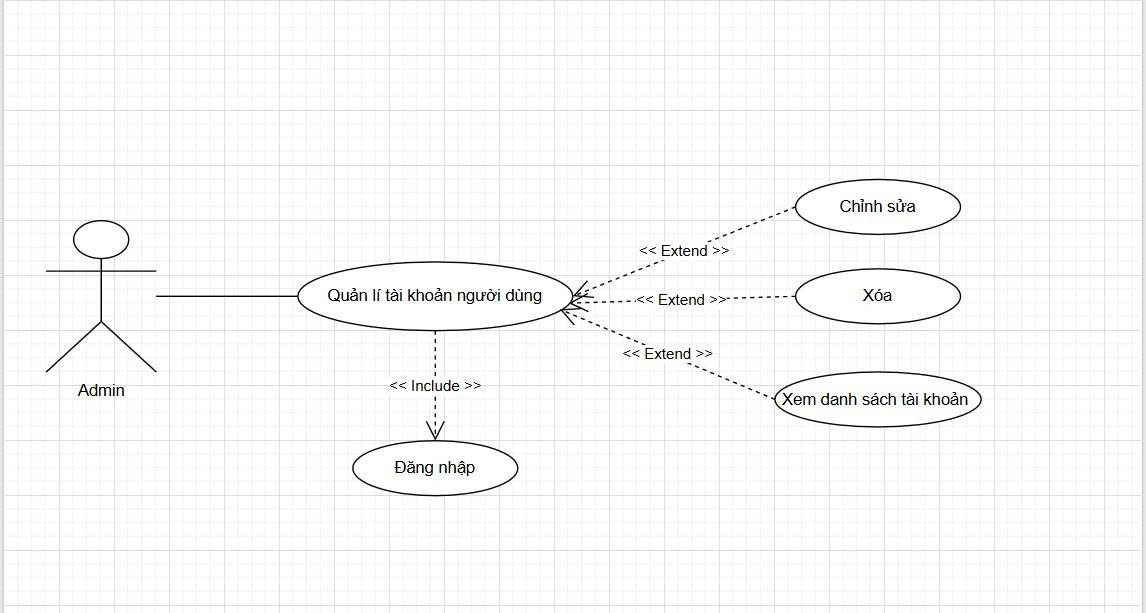 Chỉnh sửa
<< Extend >>
Quản lí tài khoản người dùng
<< Extend >>
Xóa
<< Extend >>
Admin
<< Include >>
Xem danh sách tài khoản
Đăng nhập